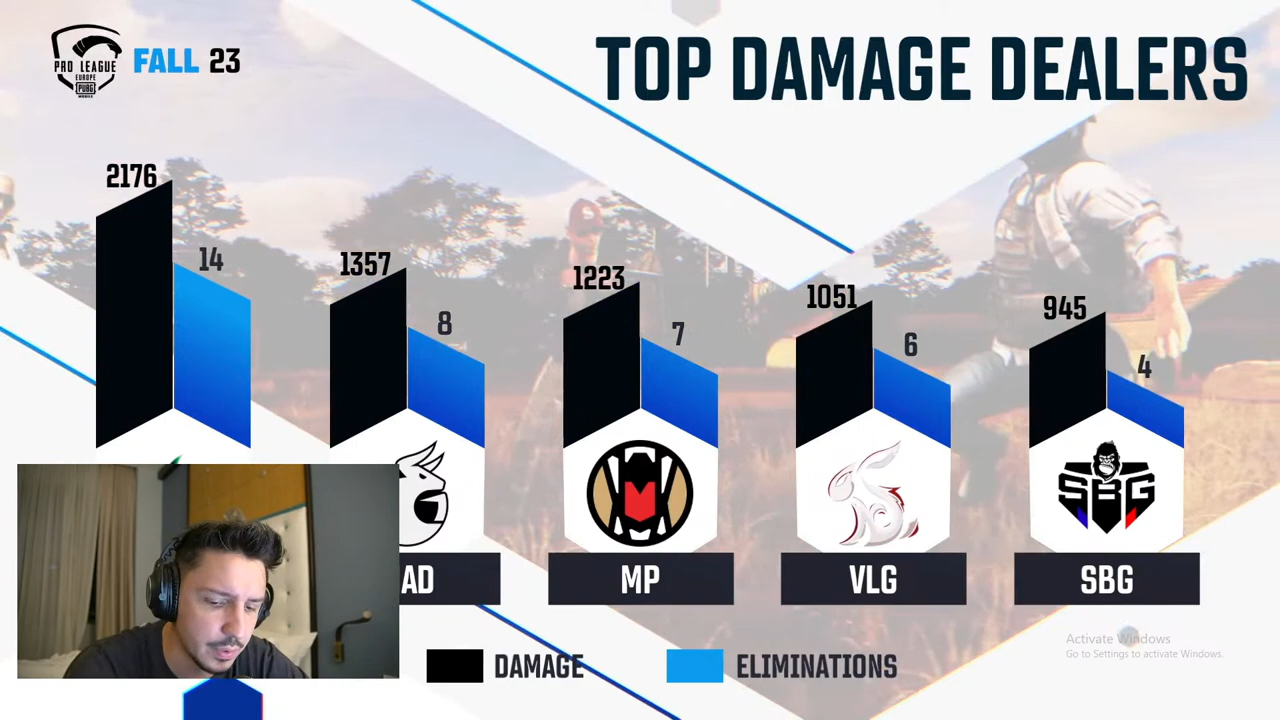 PRO LEAGUE
EUROPE
PUBG
MOBILE
FALL 23
TOP DAMAGE DEALERS
2176
14
1357
8
1223
7
1051
6
945
4
SBG
AD
MP
VLG
SBG
DAMAGE
ELIMINATIONS
Activate Windows
Go to Settings to activate Windows.